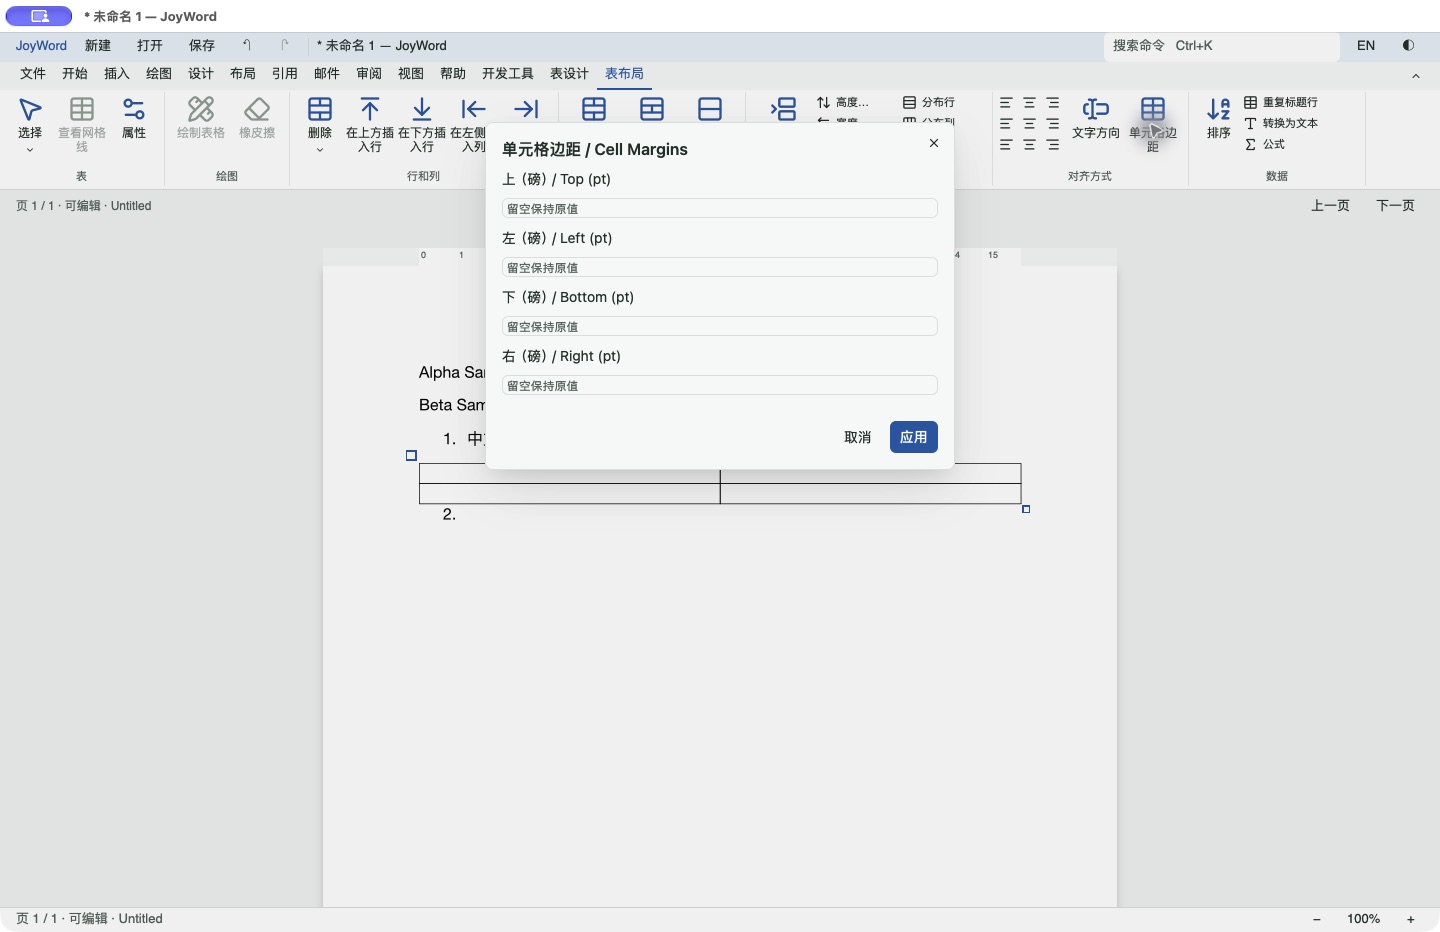 * 未命名 1 — JoyWord
JoyWord 新建 打开 保存 * 未命名 1 — JoyWord 搜索命令 Ctrl+K EN
文件 开始 插入 绘图 设计 布局 引用 邮件 审阅 视图 帮助 开发工具 表设计 表布局
选择 查看网格线 属性 绘制表格 橡皮擦 删除 在上方插入行 在下方插入行 在左侧 入列 高度... 分布行 文字方向 单元格边距 排序 重复标题行
转换为文本
公式
表 绘图 行和列 对齐方式 数据
页 1 / 1 · 可编辑 · Untitled 上一页 下一页
0 1 4 15
单元格边距 / Cell Margins
上 (磅) / Top (pt)
留空保持原值
左 (磅) / Left (pt)
留空保持原值
下 (磅) / Bottom (pt)
留空保持原值
右 (磅) / Right (pt)
留空保持原值
取消 应用
Alpha
Beta
1. 中
2.
页 1 / 1 · 可编辑 · Untitled − 100% +